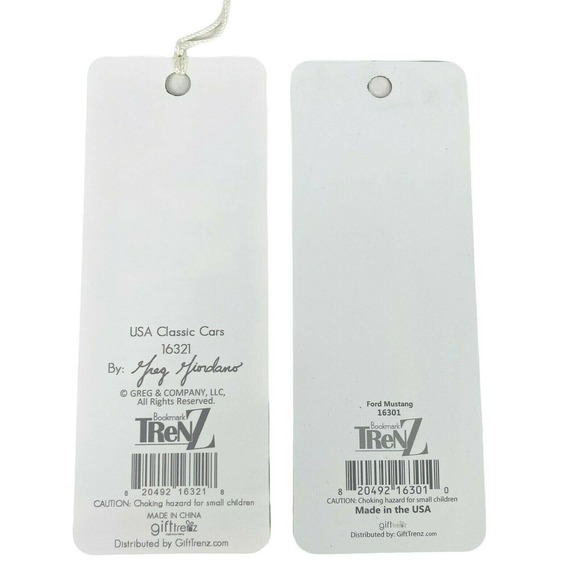 USA Classic Cars
16321
By: Greg Giordano
© GREG & COMPANY, LLC,
All Rights Reserved.
Bookmark
TReNZ
8 20492 16321 8
CAUTION: Choking hazard for small children
MADE IN CHINA
gifttrenz
Distributed by GiftTrenz.com
Ford Mustang
16301
Bookmark
TReNZ
8 20492 16301 0
CAUTION: Choking hazard for small children
Made in the USA
gifttrenz
Distributed By: GiftTrenz.com